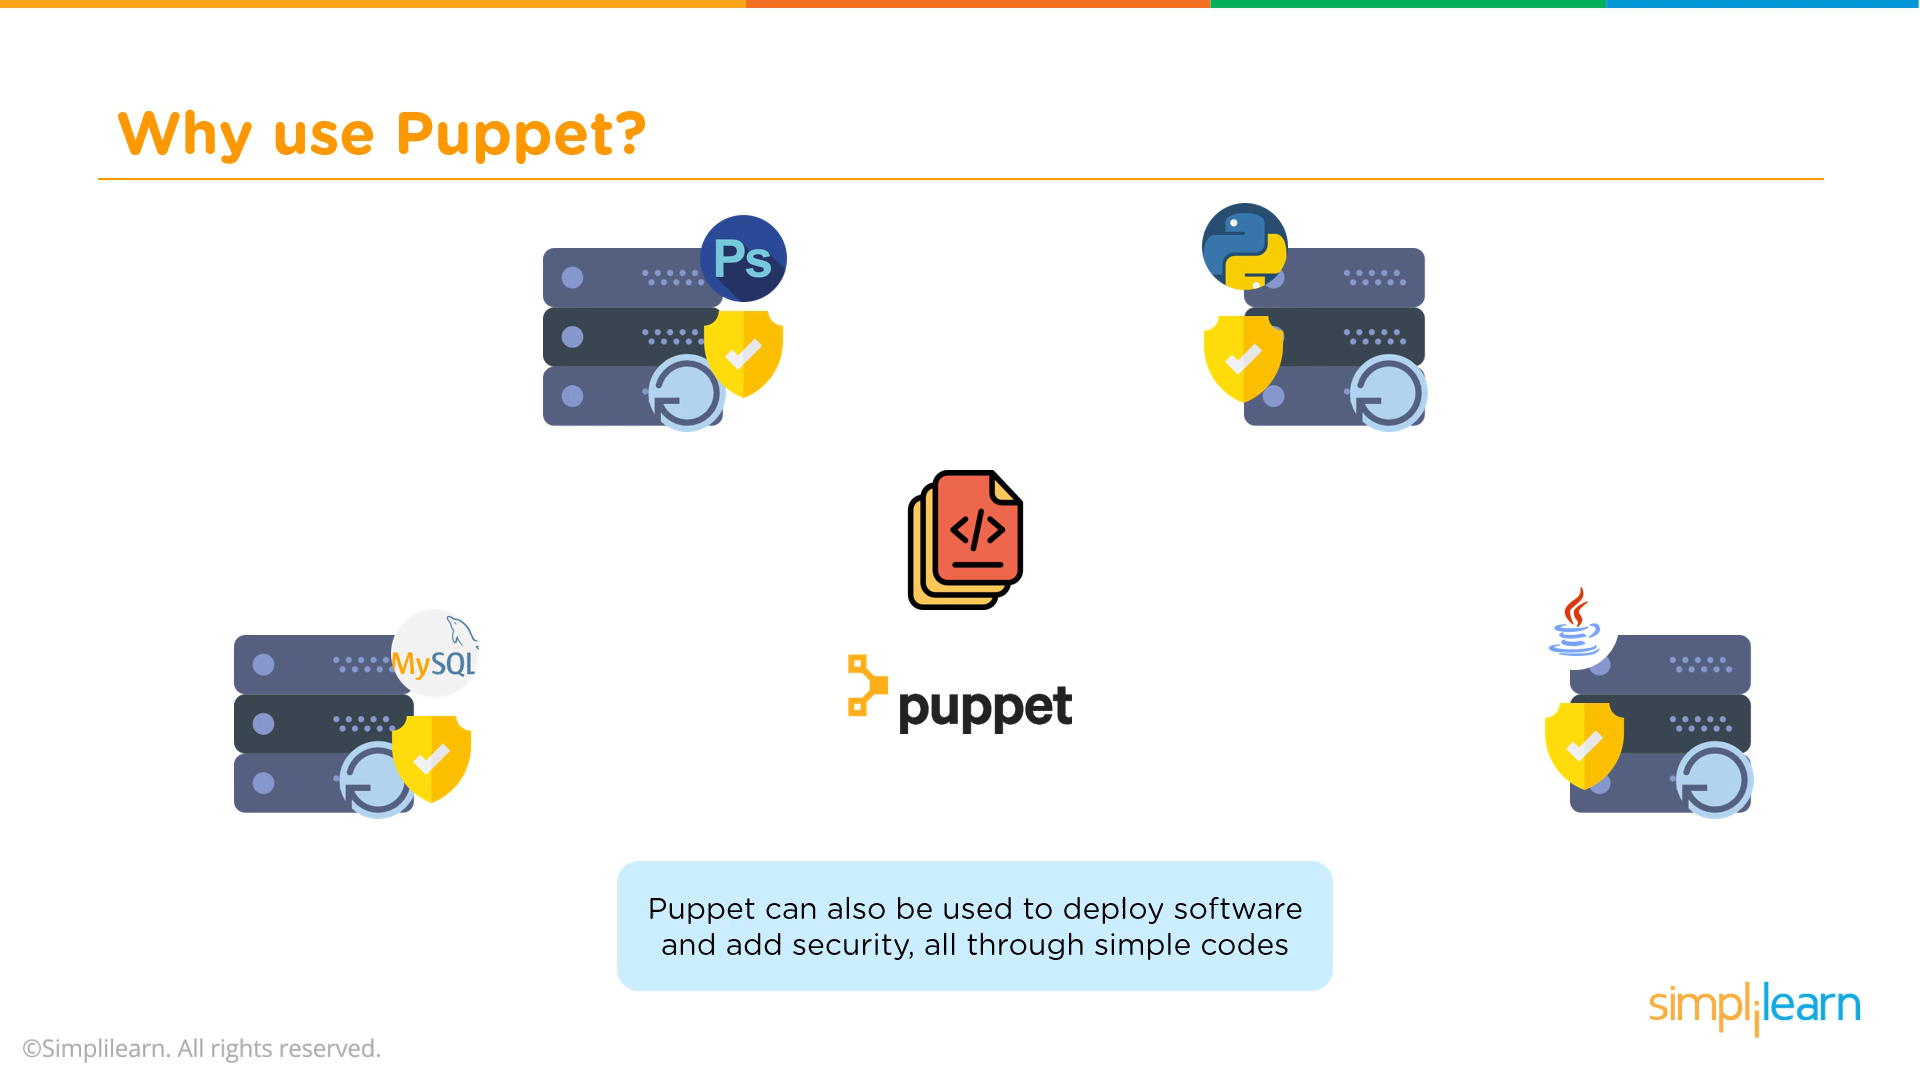 Why use Puppet?
Ps
MySQL
</>
puppet
Puppet can also be used to deploy software
and add security, all through simple codes
simplilearn
©Simplilearn. All rights reserved.